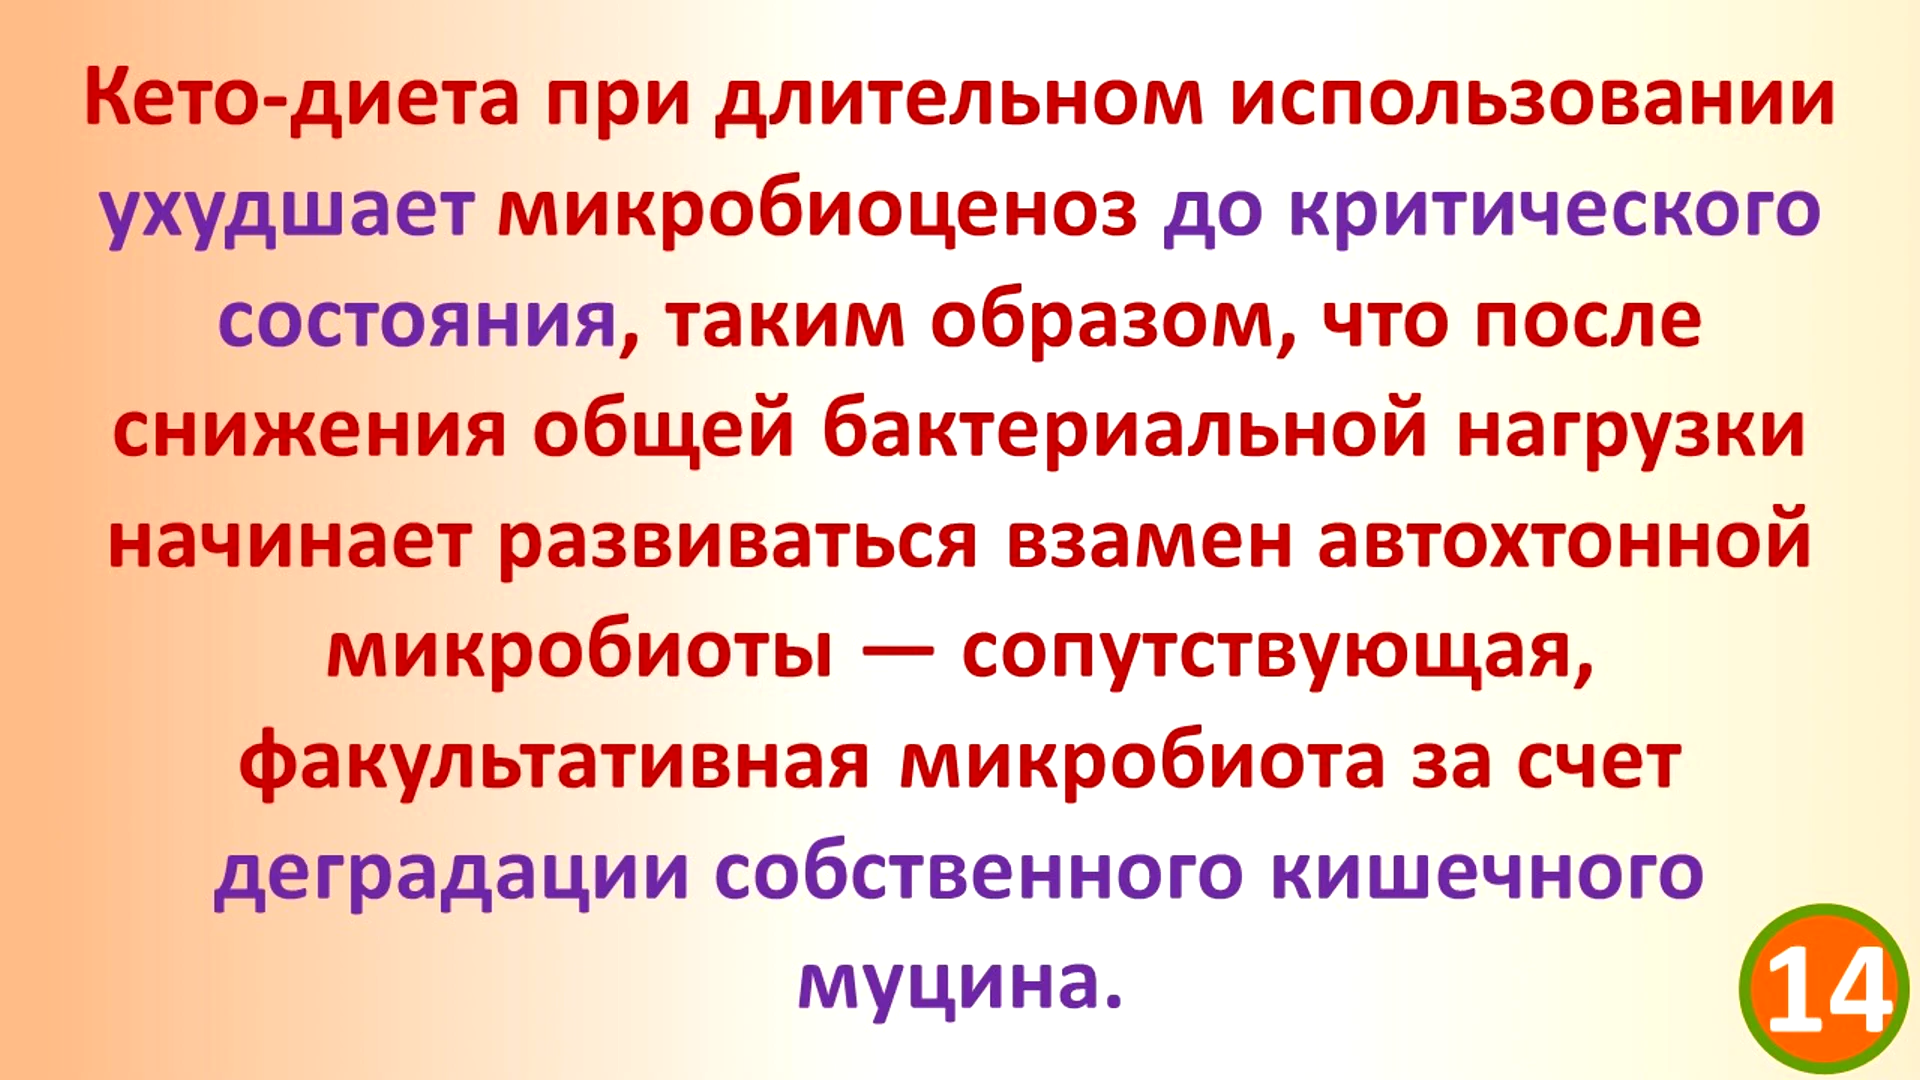 Кето-диета при длительном использовании
ухудшает микробиоценоз до критического
состояния, таким образом, что после
снижения общей бактериальной нагрузки
начинает развиваться взамен автохтонной
микробиоты — сопутствующая,
факультативная микробиота за счет
деградации собственного кишечного
муцина.
14